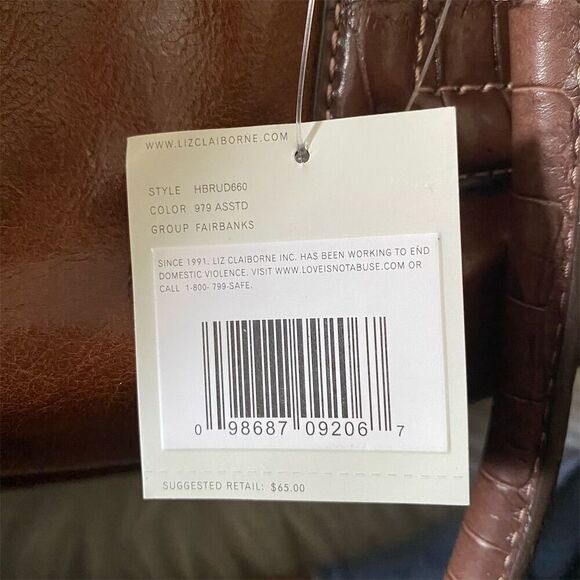 WWW.LIZCLAIBORNE.COM
STYLE HBRUD660
COLOR 979 ASSTD
GROUP FAIRBANKS
SINCE 1991. LIZ CLAIBORNE INC. HAS BEEN WORKING TO END
DOMESTIC VIOLENCE. VISIT WWW.LOVEISNOTABUSE.COM OR
CALL 1-800- 799-SAFE.
0 98687 09206 7
SUGGESTED RETAIL: $65.00